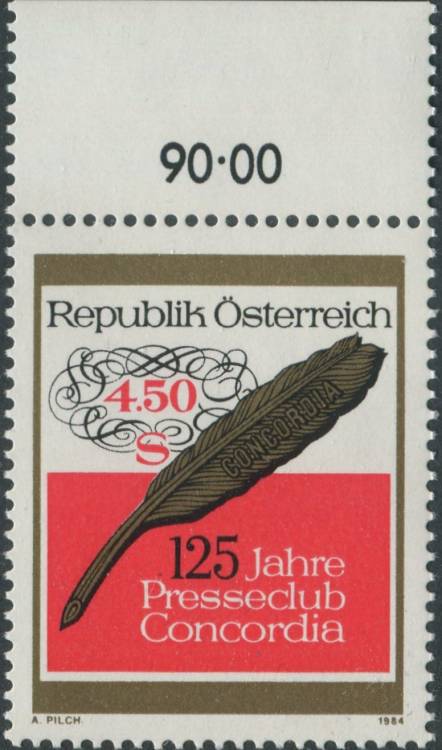 90·00
Republik Österreich
4.50
S
CONCORDIA
125 Jahre
Presseclub
Concordia
A. PILCH 1984